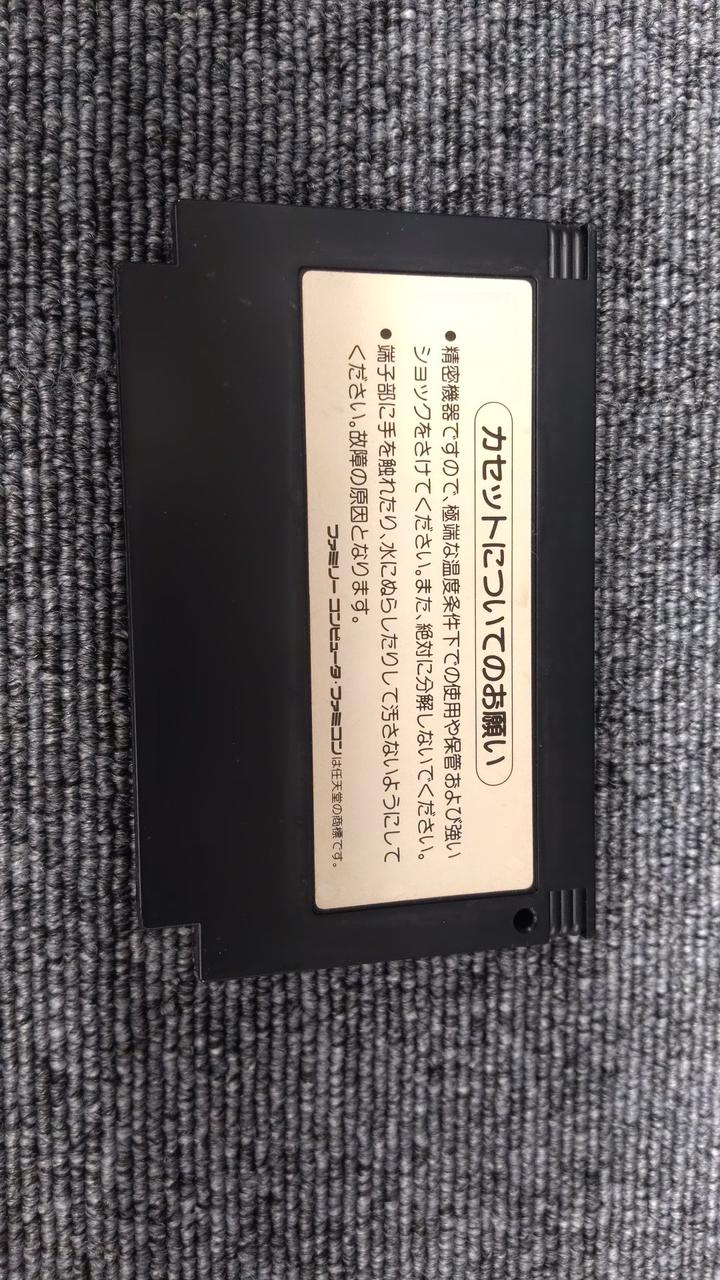 カセットについてのお願い
●精密機器ですので、極端な温度条件下での使用や保管および強い
ショックをさけてください。また、絶対に分解しないでください。
●端子部に手を触れたり、水にぬらしたりして汚さないようにして
ください。故障の原因となります。
ファミリーコンピュータ・ファミコンは任天堂の商標です。